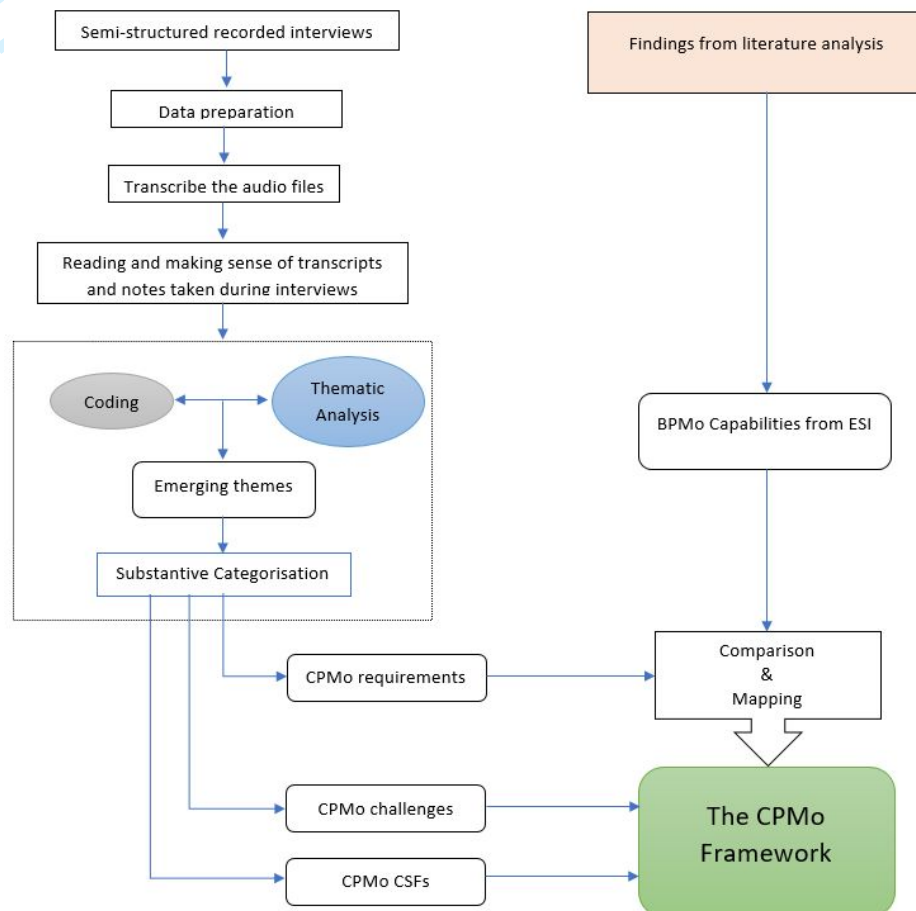 Semi-structured recorded interviews
Data preparation
Transcribe the audio files
Reading and making sense of transcripts
and notes taken during interviews
Coding
Thematic
Analysis
Emerging themes
Substantive Categorisation
Findings from literature analysis
BPMo Capabilities from ESI
CPMo requirements
Comparison
&
Mapping
CPMo challenges
CPMo CSFs
The CPMo
Framework